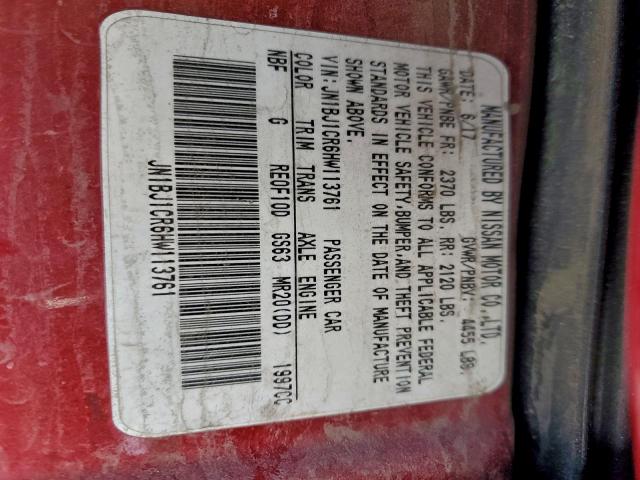 MANUFACTURED BY NISSAN MOTOR CO.,LTD.
DATE: 6/17 GVWR/PNBV: 4455 LBS.
GAWR/PNBE FR: 2370 LBS. RR: 2120 LBS.
THIS VEHICLE CONFORMS TO ALL APPLICABLE FEDERAL
MOTOR VEHICLE SAFETY,BUMPER,AND THEFT PREVENTION
STANDARDS IN EFFECT ON THE DATE OF MANUFACTURE
SHOWN ABOVE.
VIN:JN1BJ1CR6HW113761 PASSENGER CAR
COLOR TRIM TRANS AXLE ENGINE
NBF G RE0F10D GS63 MR20(DD) 1997CC
JN1BJ1CR6HW113761